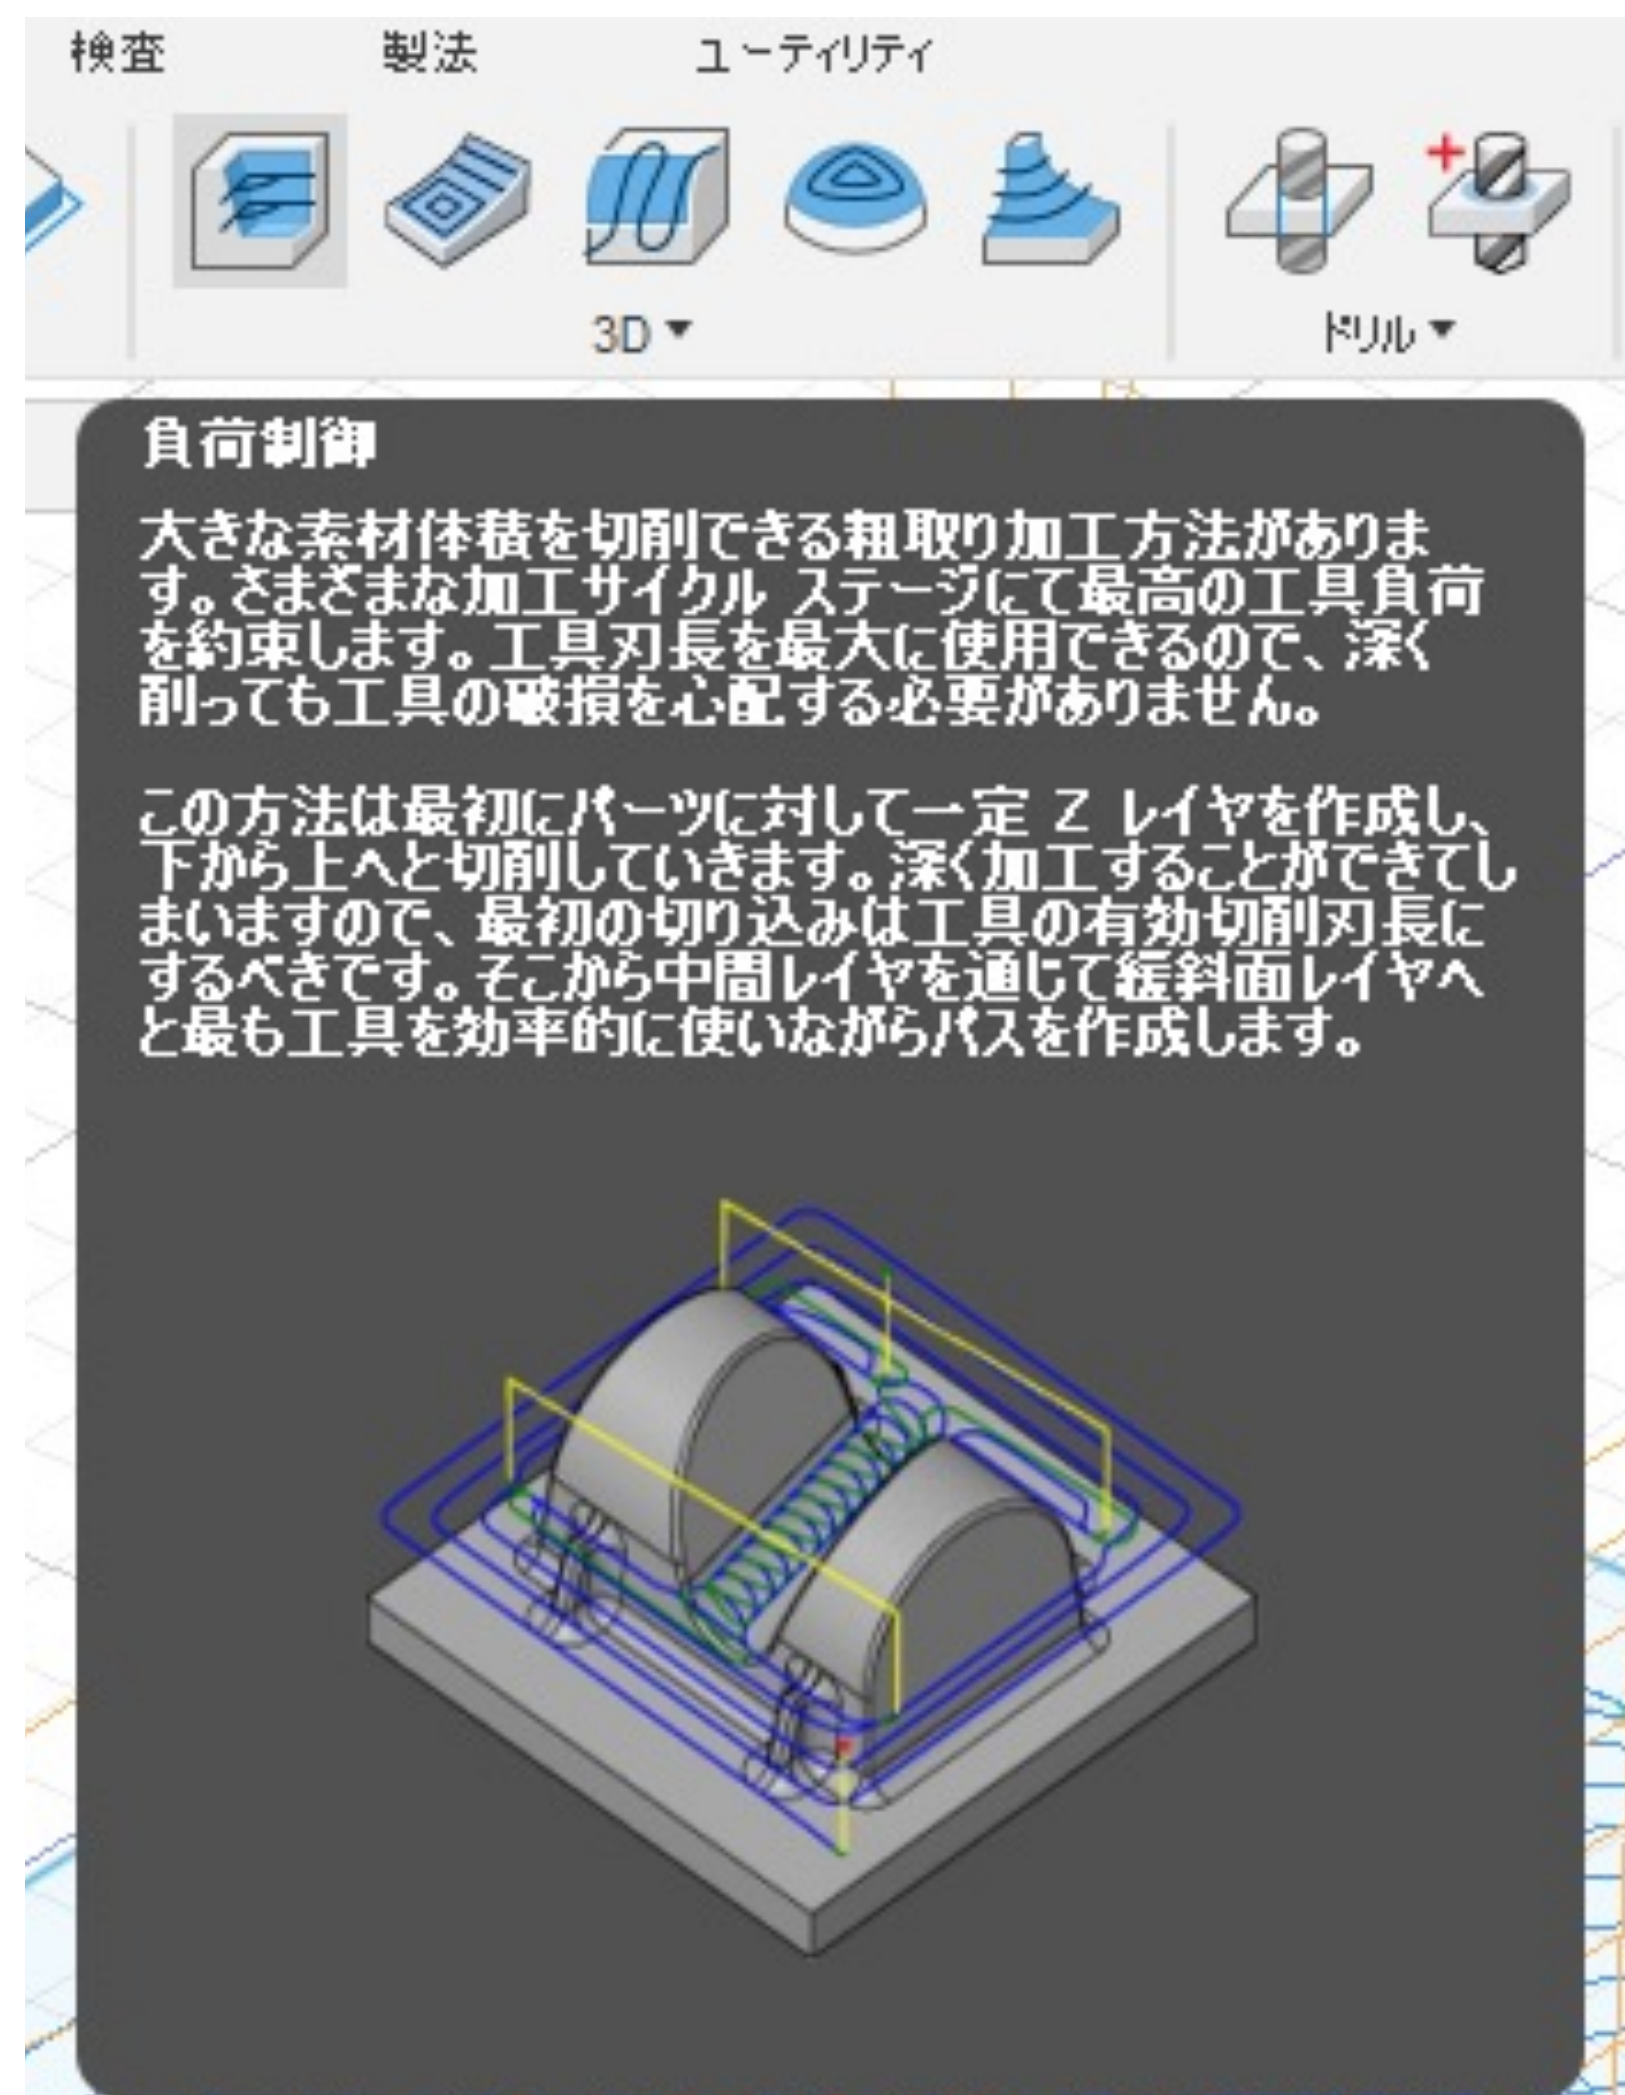 検査 製法 ユーティリティ
3D ドリル
負荷制御
大きな素材体積を切削できる粗取り加工方法がありま
す。さまざまな加工サイクル ステージにて最高の工具負荷
を約束します。工具刃長を最大に使用できるので、深く
削っても工具の破損を心配する必要がありません。
この方法は最初にパーツに対して一定 Z レイヤを作成し、
下から上へと切削していきます。深く加工することができてし
まいますので、最初の切り込みは工具の有効切削刃長に
するべきです。そこから中間レイヤを通じて緩斜面レイヤへ
と最も工具を効率的に使いながらパスを作成します。